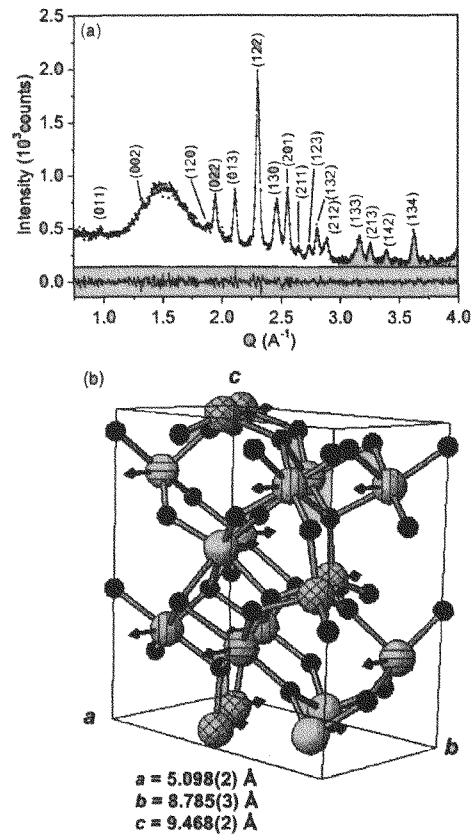 (a)
2.5
2.0
1.5
1.0
0.5
0.0
Intensity (10³counts)
(011)
(002)
(120)
(022)
(013)
(122)
(130)
(201)
(211)
(123)
(132)
(212)
(133)
(213)
(142)
(134)
1.0 1.5 2.0 2.5 3.0 3.5 4.0
Q (A⁻¹)
(b)
c
a
b
a = 5.098(2) Å
b = 8.785(3) Å
c = 9.468(2) Å